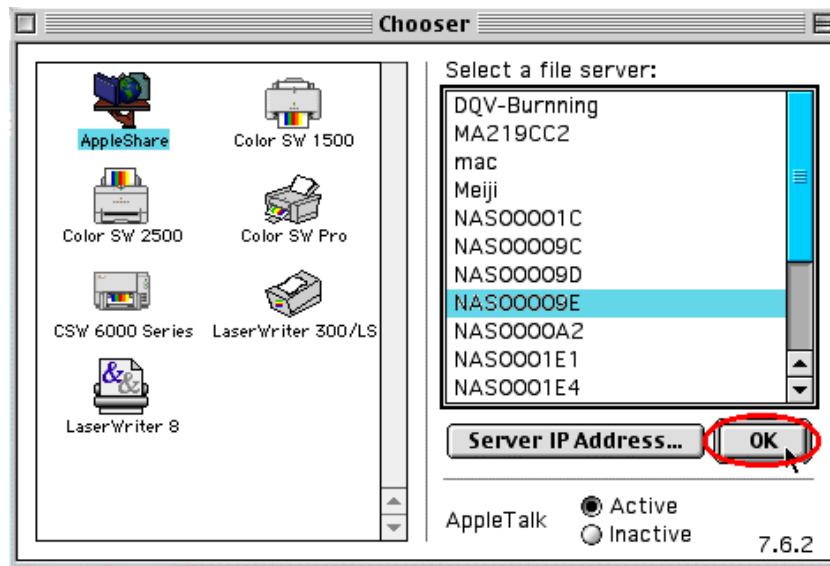 Chooser
AppleShare
Color SW 1500
Color SW 2500
Color SW Pro
CSW 6000 Series
LaserWriter 300/LS
LaserWriter 8
Select a file server:
DQV-Burnning
MA219CC2
mac
Meiji
NAS00001C
NAS00009C
NAS00009D
NAS00009E
NAS0000A2
NAS0001E1
NAS0001E4
Server IP Address...
OK
AppleTalk
Active
Inactive
7.6.2